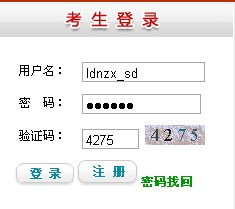 考生登录
用户名： ldnzx_sd
密　码： ●●●●●●
验证码： 4275 4275
登 录 注 册 密码找回